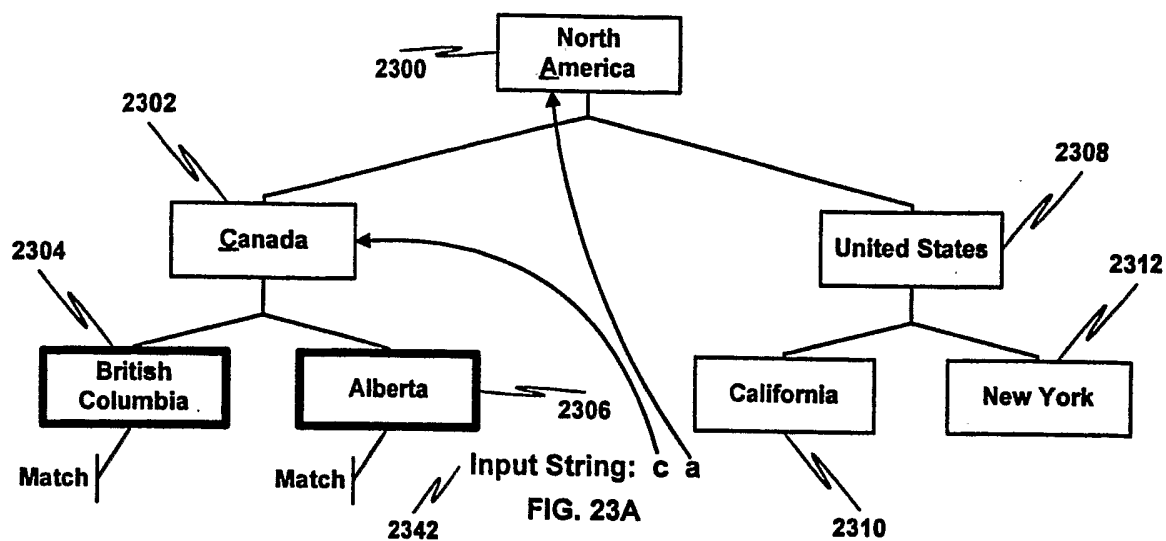 North
America
2300
2302
2308
Canada
United States
2304
2312
British
Columbia
Alberta
California
New York
2306
Match
Match
Input String: c a
FIG. 23A
2342
2310